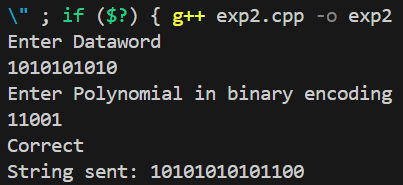 \" ; if ($?) { g++ exp2.cpp -o exp2
Enter Dataword
1010101010
Enter Polynomial in binary encoding
11001
Correct
String sent: 10101010101100